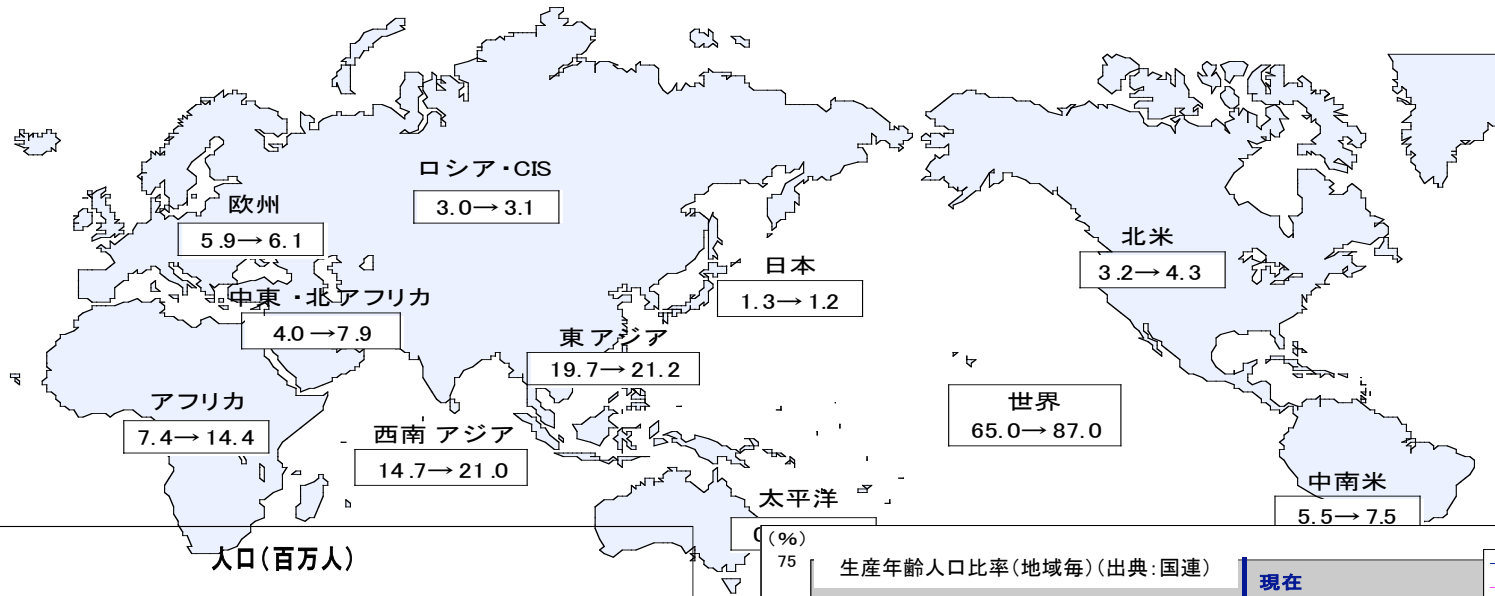 ロシア・CIS
3.0→3.1
欧州
5.9→6.1
北米
3.2→4.3
日本
1.3→1.2
中東・北アフリカ
4.0→7.9
東アジア
19.7→21.2
アフリカ
7.4→14.4
西南アジア
14.7→21.0
世界
65.0→87.0
中南米
5.5→7.5
太平洋
人口(百万人)
(%)
75
生産年齢人口比率(地域毎)(出典:国連)
現在